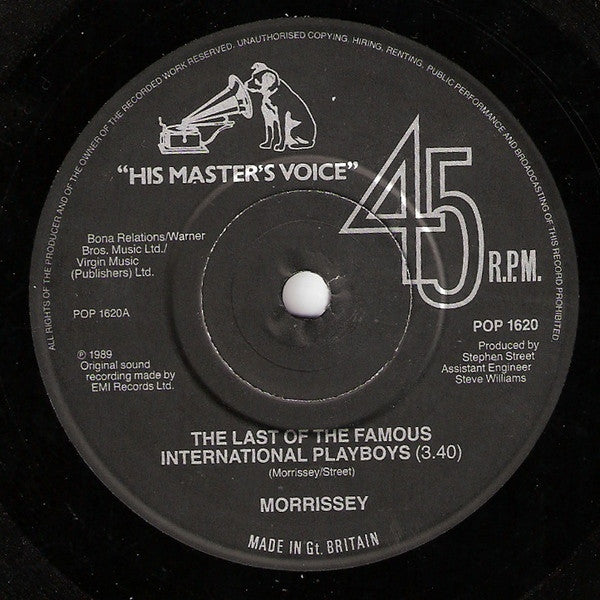 ALL RIGHTS OF THE PRODUCER AND OF THE OWNER OF THE RECORDED WORK RESERVED. UNAUTHORISED COPYING, HIRING, RENTING, PUBLIC PERFORMANCE AND BROADCASTING OF THIS RECORD PROHIBITED.
"HIS MASTER'S VOICE"
45
R.P.M.
Bona Relations/Warner
Bros. Music Ltd./
Virgin Music
(Publishers) Ltd.
POP 1620A
POP 1620
℗ 1989
Original sound
recording made by
EMI Records Ltd.
Produced by
Stephen Street
Assistant Engineer
Steve Williams
THE LAST OF THE FAMOUS
INTERNATIONAL PLAYBOYS (3.40)
(Morrissey/Street)
MORRISSEY
MADE IN Gt. BRITAIN